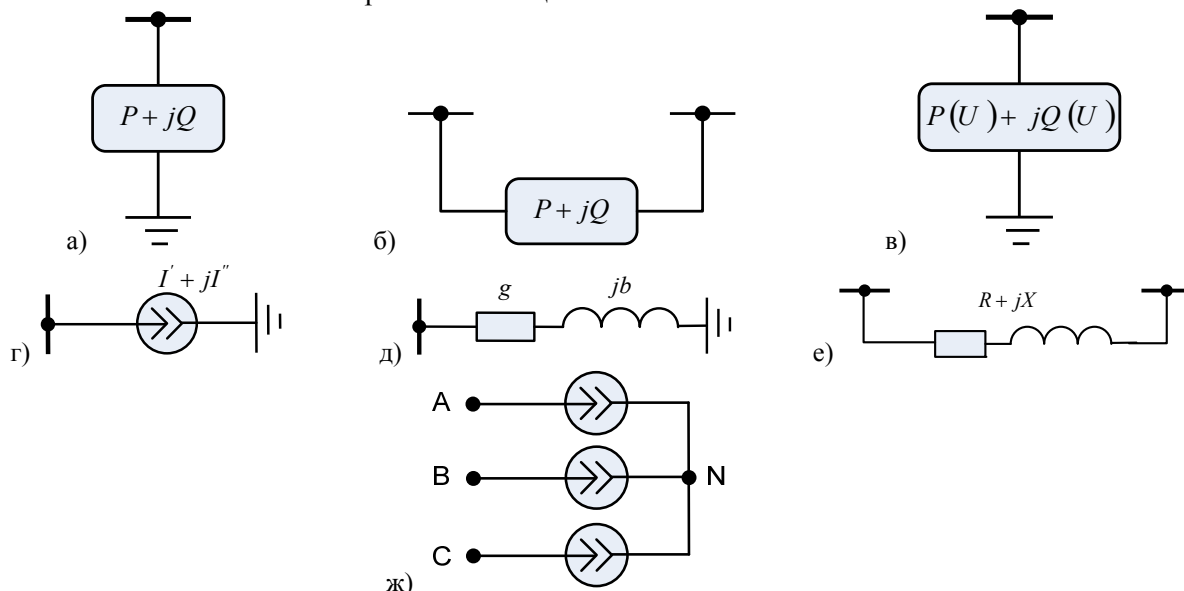 P + jQ
P + jQ
P(U) + jQ(U)
а)
б)
в)
I' + jI''
г)
g
jb
д)
R + jX
е)
A
B
N
C
ж)